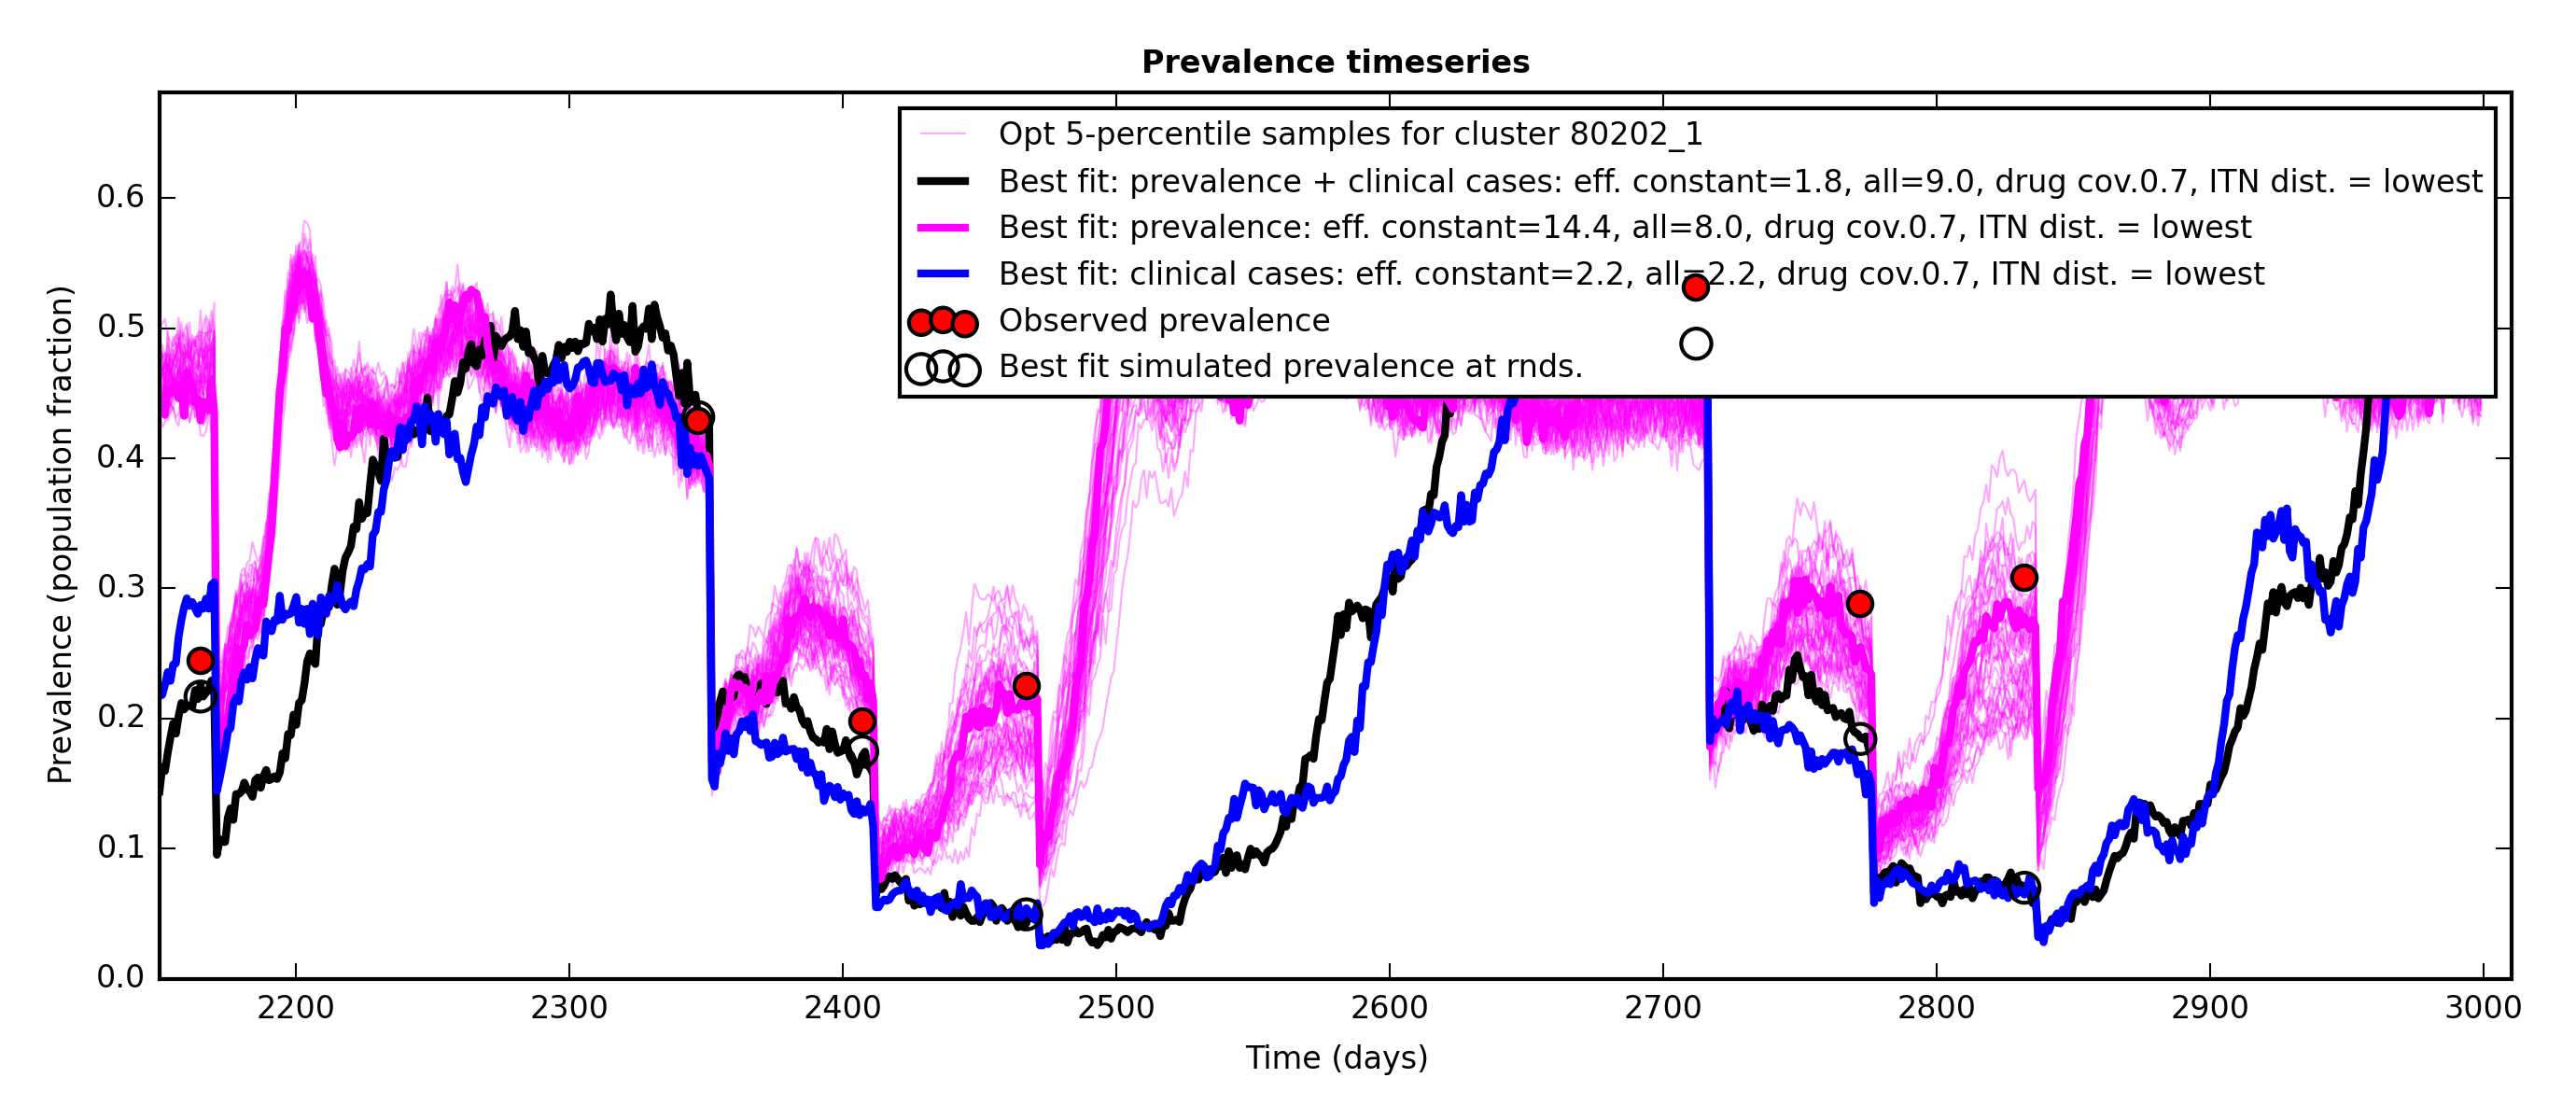 Prevalence timeseries
Opt 5-percentile samples for cluster 80202_1
Best fit: prevalence + clinical cases: eff. constant=1.8, all=9.0, drug cov.0.7, ITN dist. = lowest
Best fit: prevalence: eff. constant=14.4, all=8.0, drug cov.0.7, ITN dist. = lowest
Best fit: clinical cases: eff. constant=2.2, all=2.2, drug cov.0.7, ITN dist. = lowest
Observed prevalence
Best fit simulated prevalence at rnds.
Prevalence (population fraction)
0.6
0.5
0.4
0.3
0.2
0.1
0.0
2200 2300 2400 2500 2600 2700 2800 2900 3000
Time (days)